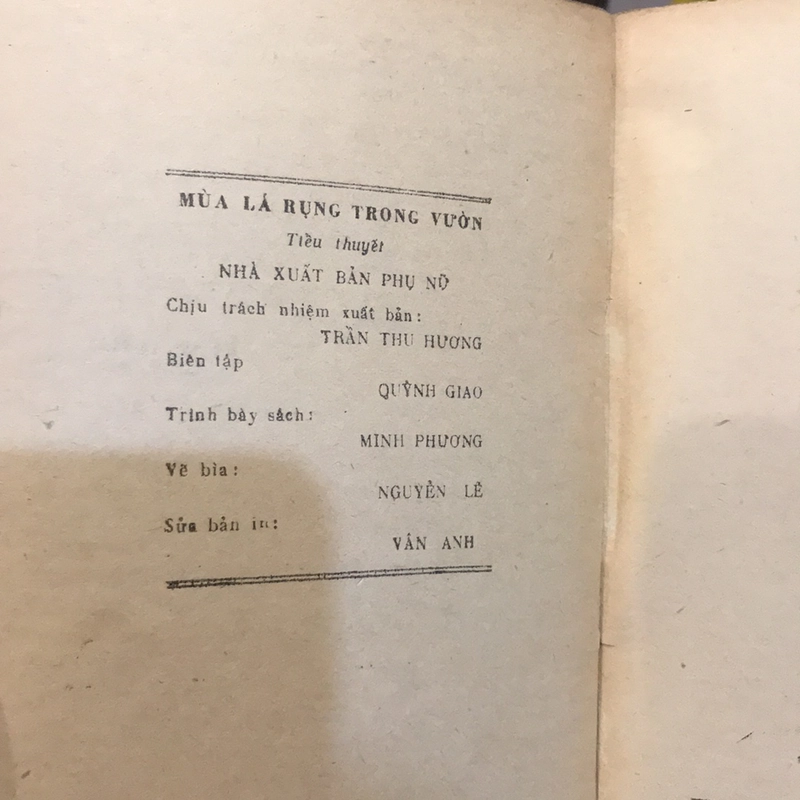 MÙA LÁ RỤNG TRONG VƯỜN
Tiểu thuyết
NHÀ XUẤT BẢN PHỤ NỮ
Chịu trách nhiệm xuất bản:
TRẦN THU HƯƠNG
Biên tập
QUỲNH GIAO
Trình bày sách:
MINH PHƯƠNG
Vẽ bìa:
NGUYỄN LÊ
Sửa bản in:
VÂN ANH